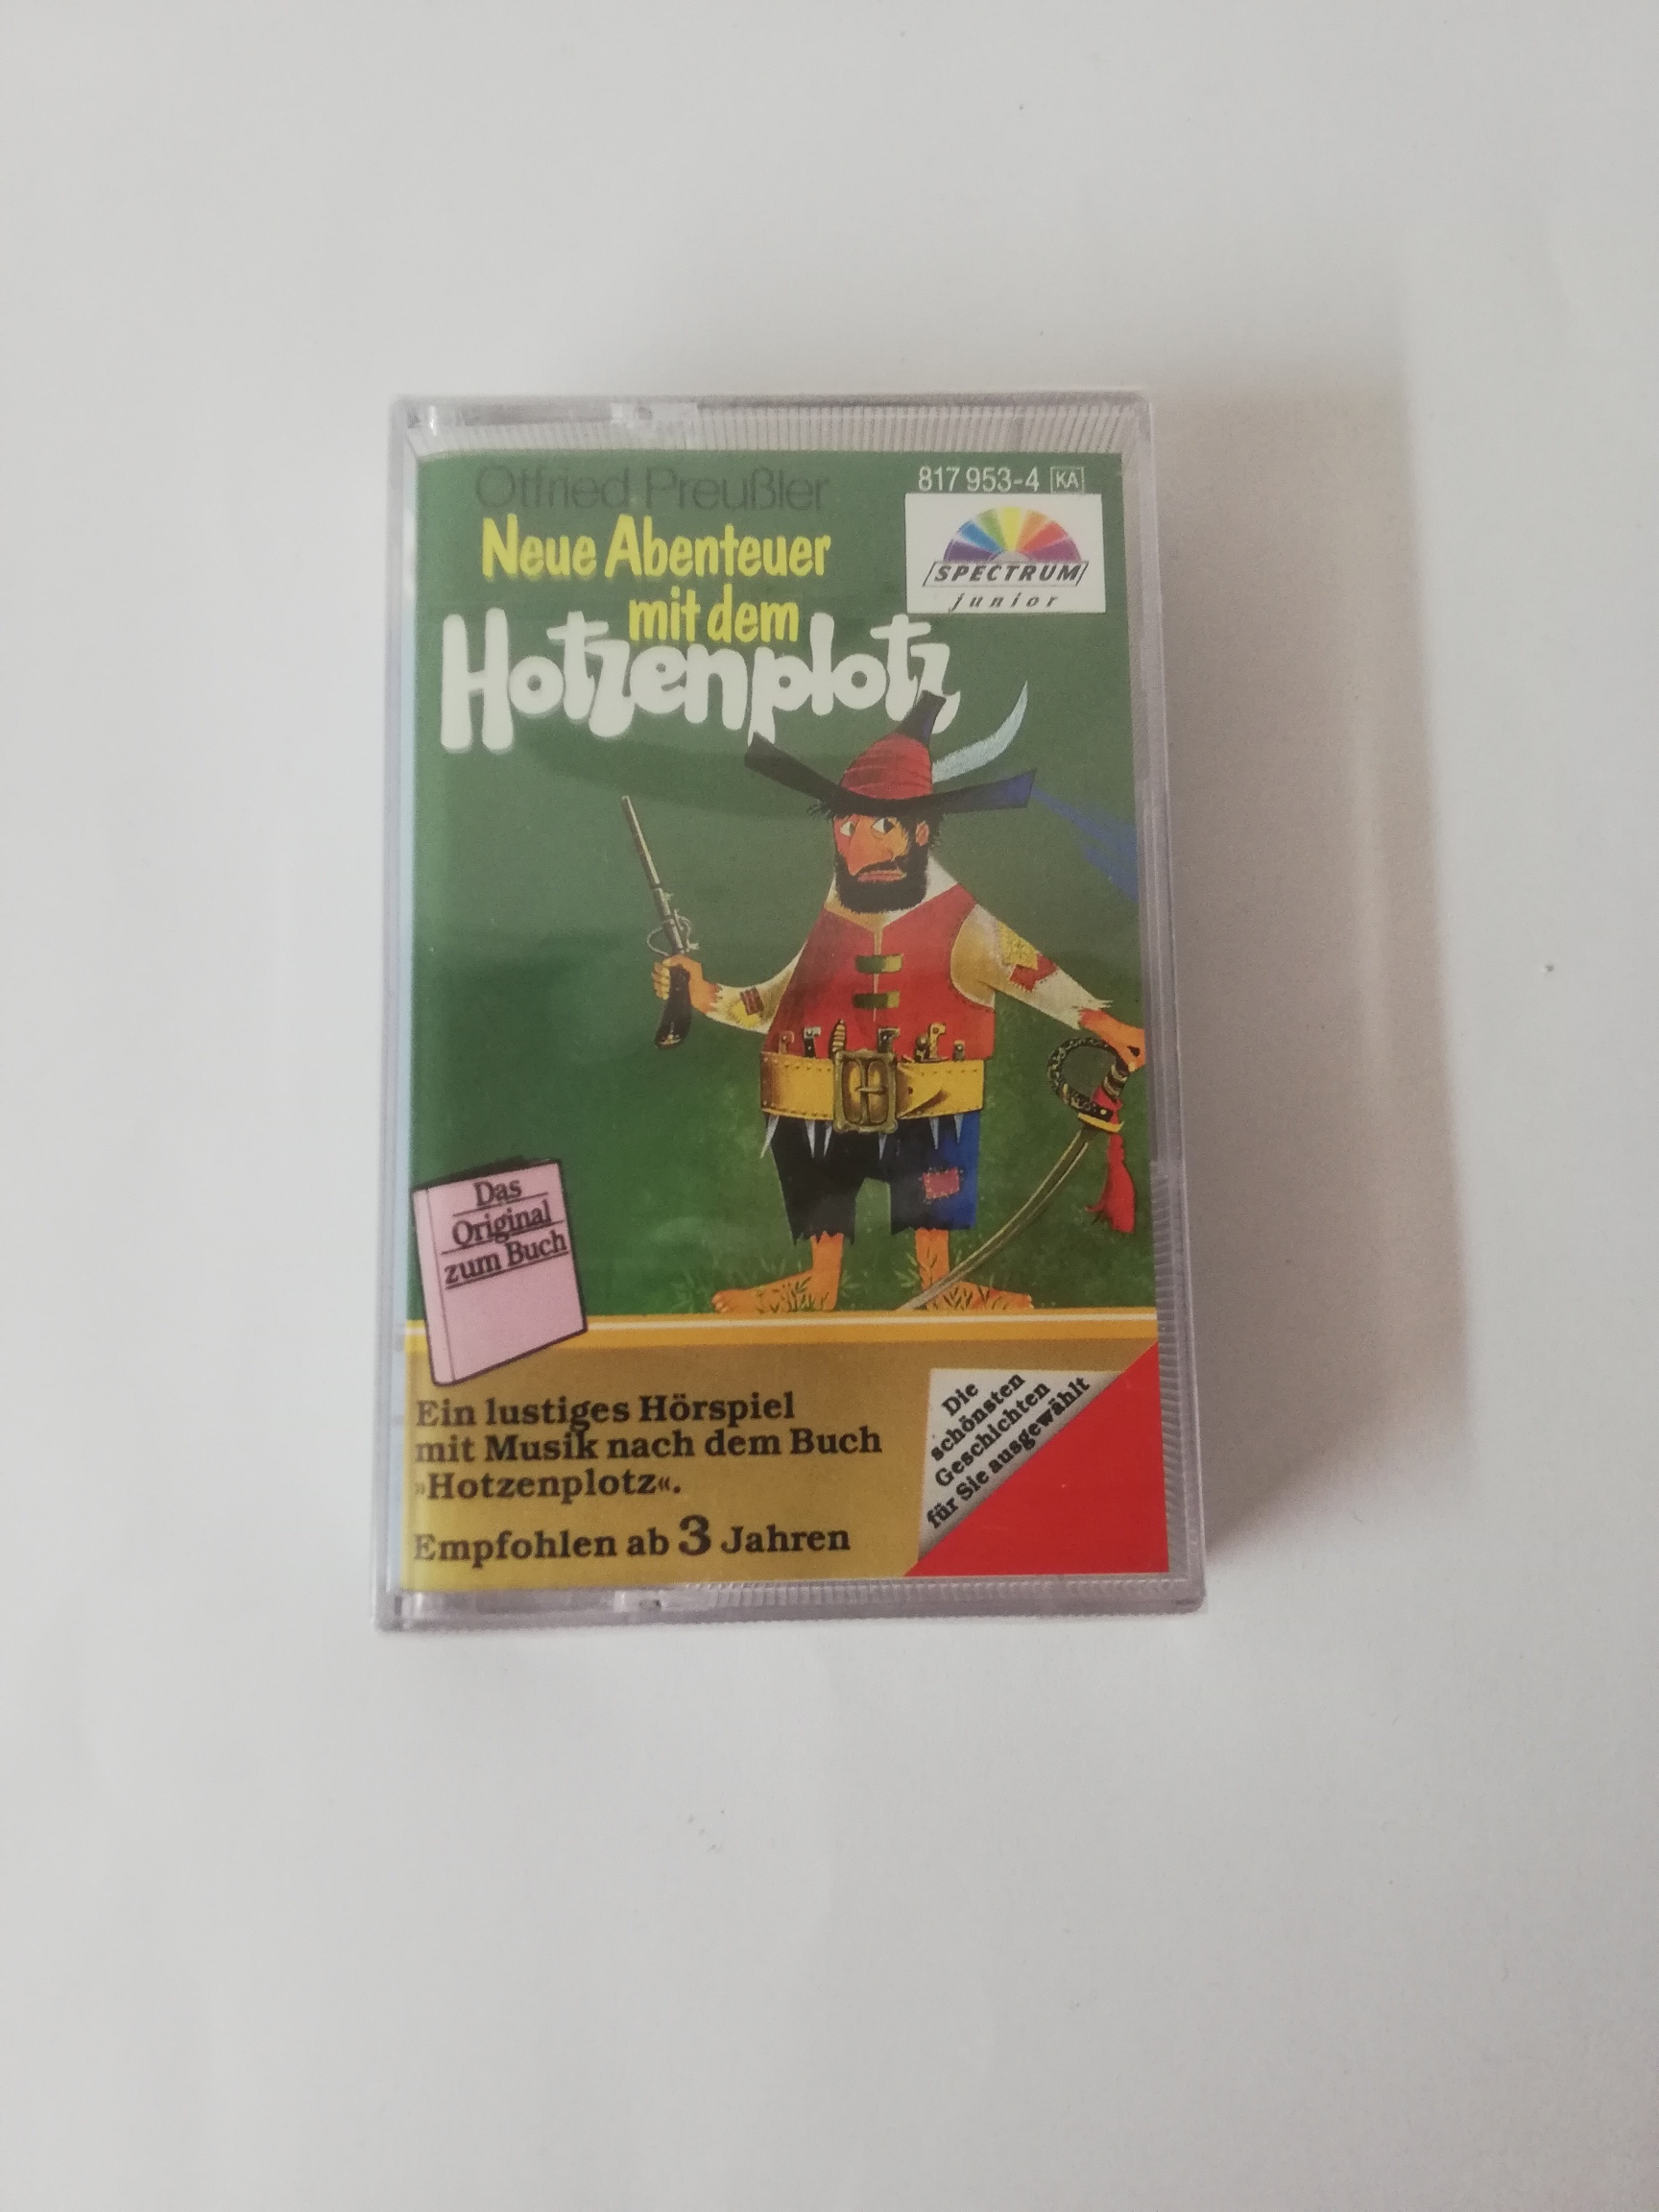 Otfried Preußler
817 953-4 KA
Neue Abenteuer
mit dem
Hotzenplotz
SPECTRUM
junior
Das
Original
zum Buch
Ein lustiges Hörspiel
mit Musik nach dem Buch
»Hotzenplotz«.
Empfohlen ab 3 Jahren
Die
schönsten
Geschichten
für Sie ausgewählt